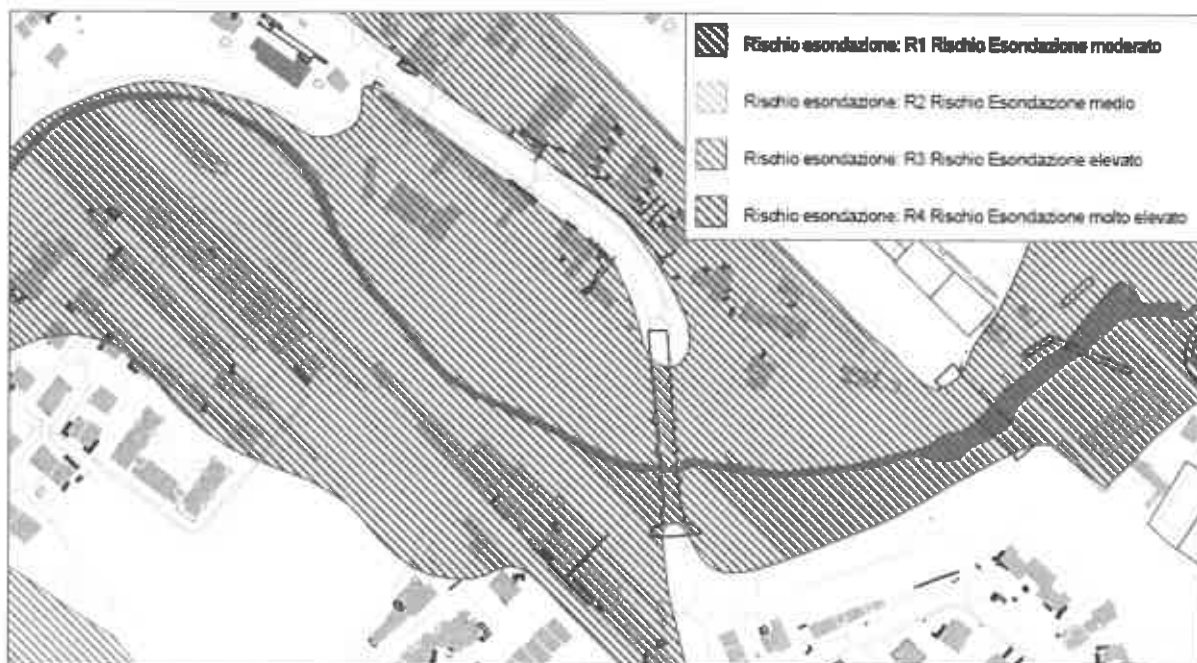 Rischio esondazione: R1 Rischio Esondazione moderato
Rischio esondazione: R2 Rischio Esondazione medio
Rischio esondazione: R3 Rischio Esondazione elevato
Rischio esondazione: R4 Rischio Esondazione molto elevato